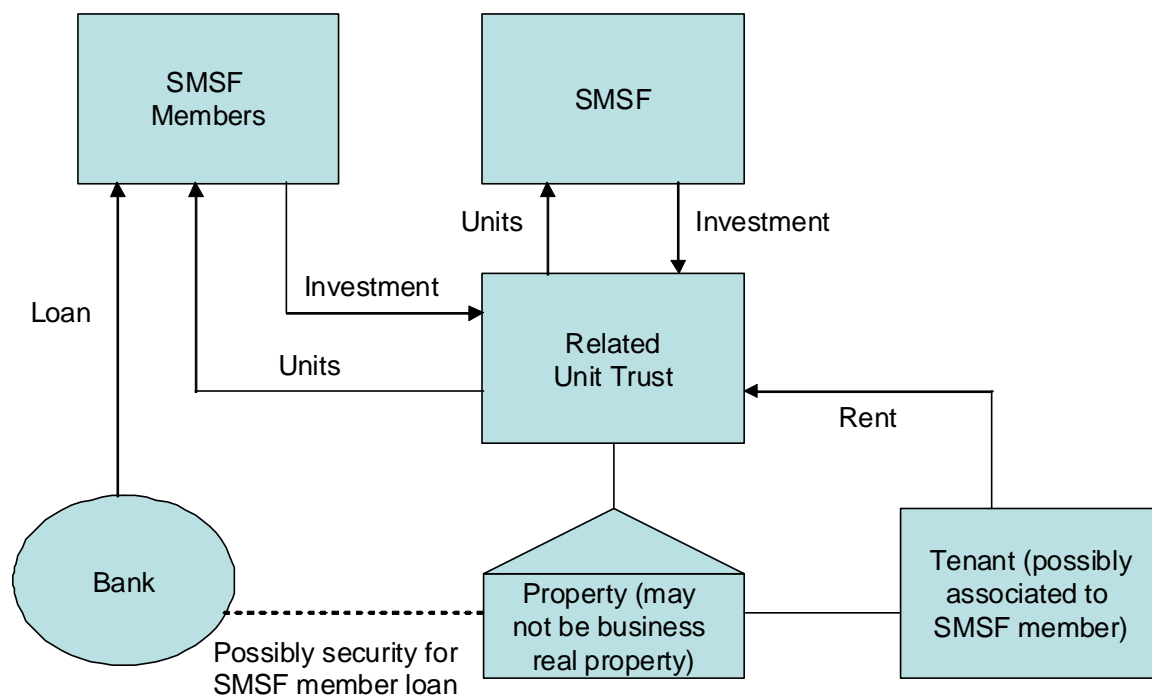 SMSF
Members
SMSF
Units
Investment
Loan
Investment
Units
Related
Unit Trust
Rent
Bank
Property (may
not be business
real property)
Tenant (possibly
associated to
SMSF member)
Possibly security for
SMSF member loan